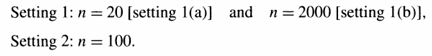 Setting 1: n = 20 [setting 1(a)] and n = 2000 [setting 1(b)],
Setting 2: n = 100.